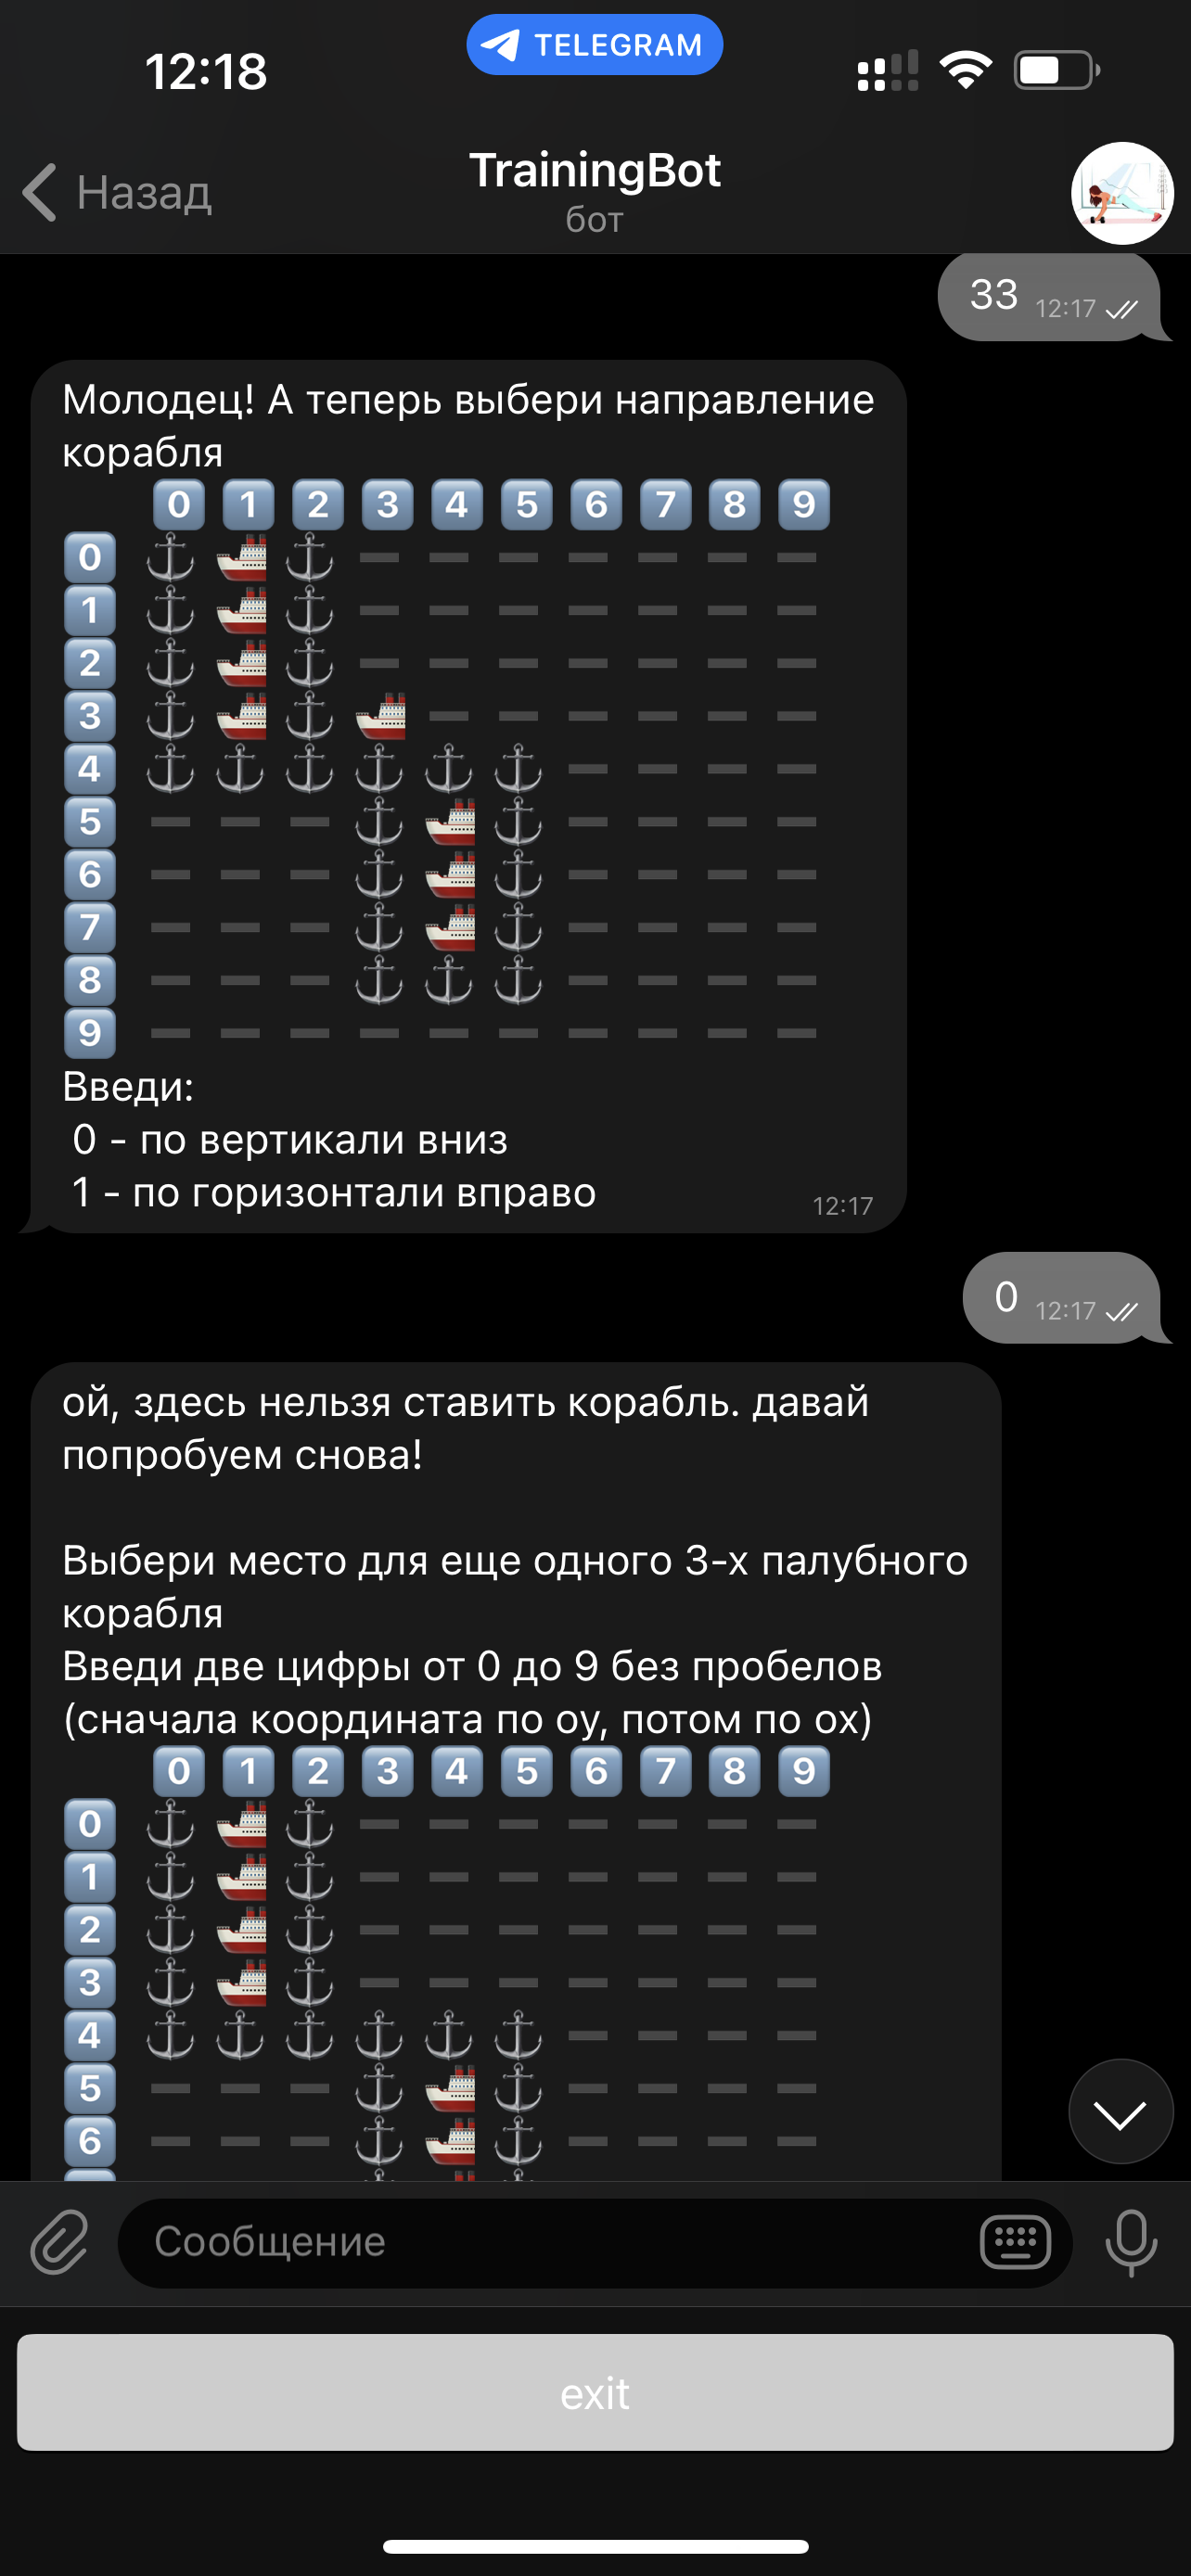 12:18
TELEGRAM
Назад
TrainingBot
бот
33 12:17
Молодец! А теперь выбери направление
корабля
0 1 2 3 4 5 6 7 8 9
0
1
2
3
4
5
6
7
8
9
Введи:
0 - по вертикали вниз
1 - по горизонтали вправо
12:17
0 12:17
ой, здесь нельзя ставить корабль. давай
попробуем снова!
Выбери место для еще одного 3-х палубного
корабля
Введи две цифры от 0 до 9 без пробелов
(сначала координата по оу, потом по ох)
0 1 2 3 4 5 6 7 8 9
0
1
2
3
4
5
6
Сообщение
exit